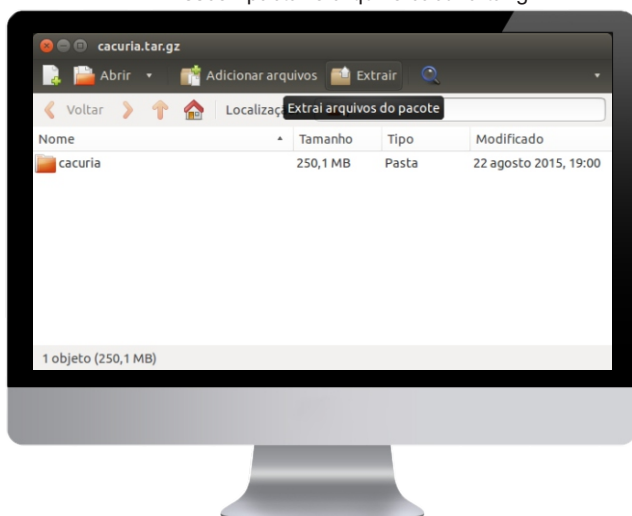 cacuria.tar.gz
Abrir Adicionar arquivos Extrair
Voltar Localizaç Extrai arquivos do pacote
Nome Tamanho Tipo Modificado
cacuria 250,1 MB Pasta 22 agosto 2015, 19:00
1 objeto (250,1 MB)